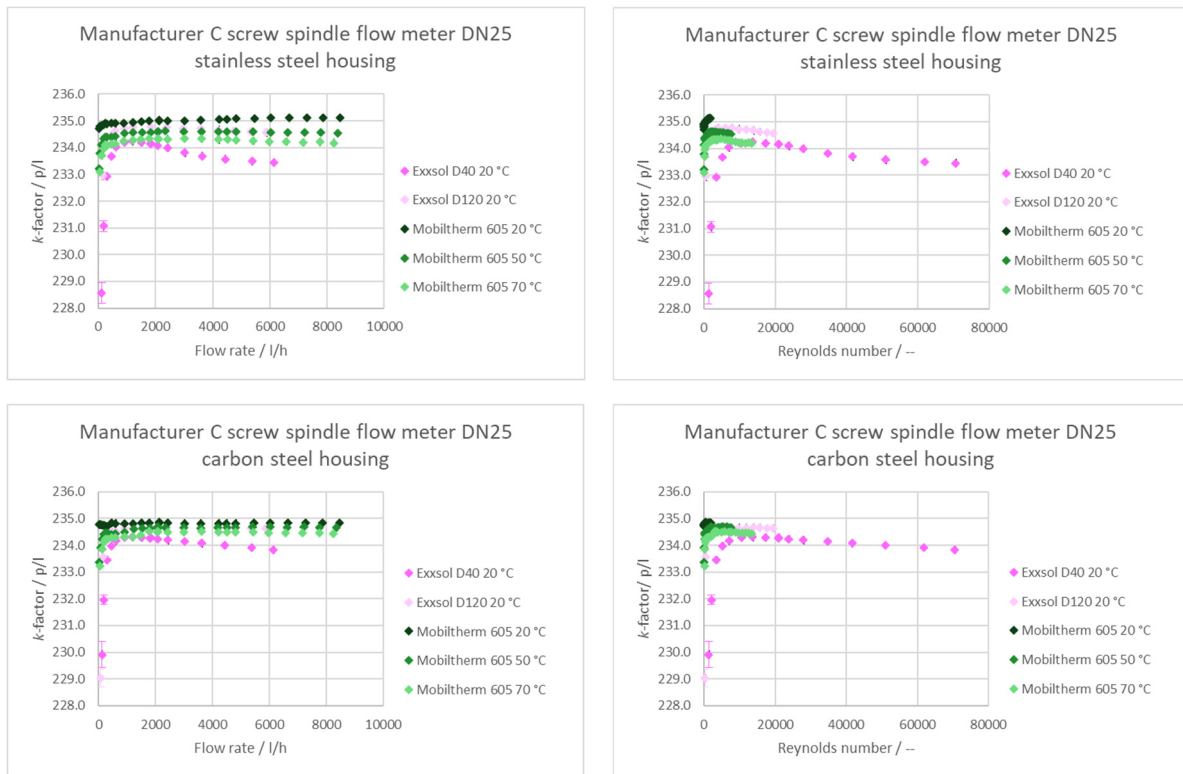 Manufacturer C screw spindle flow meter DN25
stainless steel housing
k-factor / p/l
236.0
235.0
234.0
233.0
232.0
231.0
230.0
229.0
228.0
0
2000
4000
6000
8000
10000
Flow rate / l/h
Exxsol D40 20 °C
Exxsol D120 20 °C
Mobiltherm 605 20 °C
Mobiltherm 605 50 °C
Mobiltherm 605 70 °C
Manufacturer C screw spindle flow meter DN25
stainless steel housing
k-factor / p/l
236.0
235.0
234.0
233.0
232.0
231.0
230.0
229.0
228.0
0
20000
40000
60000
80000
Reynolds number / --
Exxsol D40 20 °C
Exxsol D120 20 °C
Mobiltherm 605 20 °C
Mobiltherm 605 50 °C
Mobiltherm 605 70 °C
Manufacturer C screw spindle flow meter DN25
carbon steel housing
k-factor/ p/l
236.0
235.0
234.0
233.0
232.0
231.0
230.0
229.0
228.0
0
2000
4000
6000
8000
10000
Flow rate / l/h
Exxsol D40 20 °C
Exxsol D120 20 °C
Mobiltherm 605 20 °C
Mobiltherm 605 50 °C
Mobiltherm 605 70 °C
Manufacturer C screw spindle flow meter DN25
carbon steel housing
k-factor / p/l
236.0
235.0
234.0
233.0
232.0
231.0
230.0
229.0
228.0
0
20000
40000
60000
80000
Reynolds number / --
Exxsol D40 20 °C
Exxsol D120 20 °C
Mobiltherm 605 20 °C
Mobiltherm 605 50 °C
Mobiltherm 605 70 °C